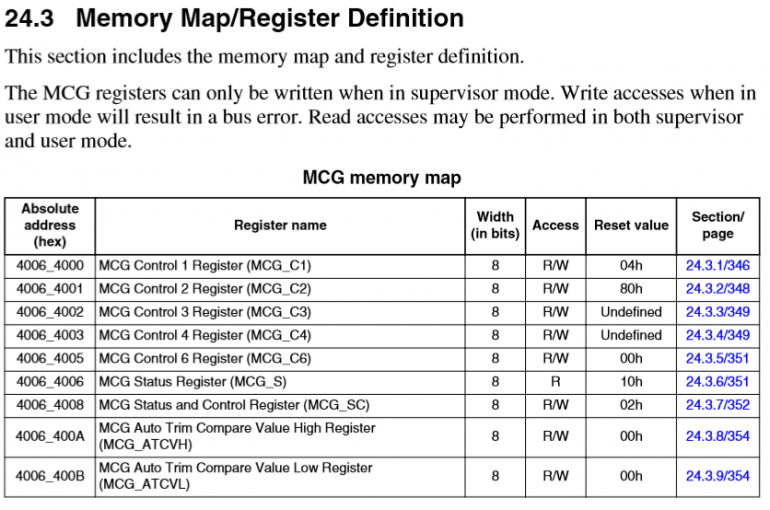 24.3 Memory Map/Register Definition
This section includes the memory map and register definition.
The MCG registers can only be written when in supervisor mode. Write accesses when in
user mode will result in a bus error. Read accesses may be performed in both supervisor
and user mode.
MCG memory map
Absolute address (hex) Register name Width (in bits) Access Reset value Section/ page
4006_4000 MCG Control 1 Register (MCG_C1) 8 R/W 04h 24.3.1/346
4006_4001 MCG Control 2 Register (MCG_C2) 8 R/W 80h 24.3.2/348
4006_4002 MCG Control 3 Register (MCG_C3) 8 R/W Undefined 24.3.3/349
4006_4003 MCG Control 4 Register (MCG_C4) 8 R/W Undefined 24.3.4/349
4006_4005 MCG Control 6 Register (MCG_C6) 8 R/W 00h 24.3.5/351
4006_4006 MCG Status Register (MCG_S) 8 R 10h 24.3.6/351
4006_4008 MCG Status and Control Register (MCG_SC) 8 R/W 02h 24.3.7/352
4006_400A MCG Auto Trim Compare Value High Register (MCG_ATCVH) 8 R/W 00h 24.3.8/354
4006_400B MCG Auto Trim Compare Value Low Register (MCG_ATCVL) 8 R/W 00h 24.3.9/354